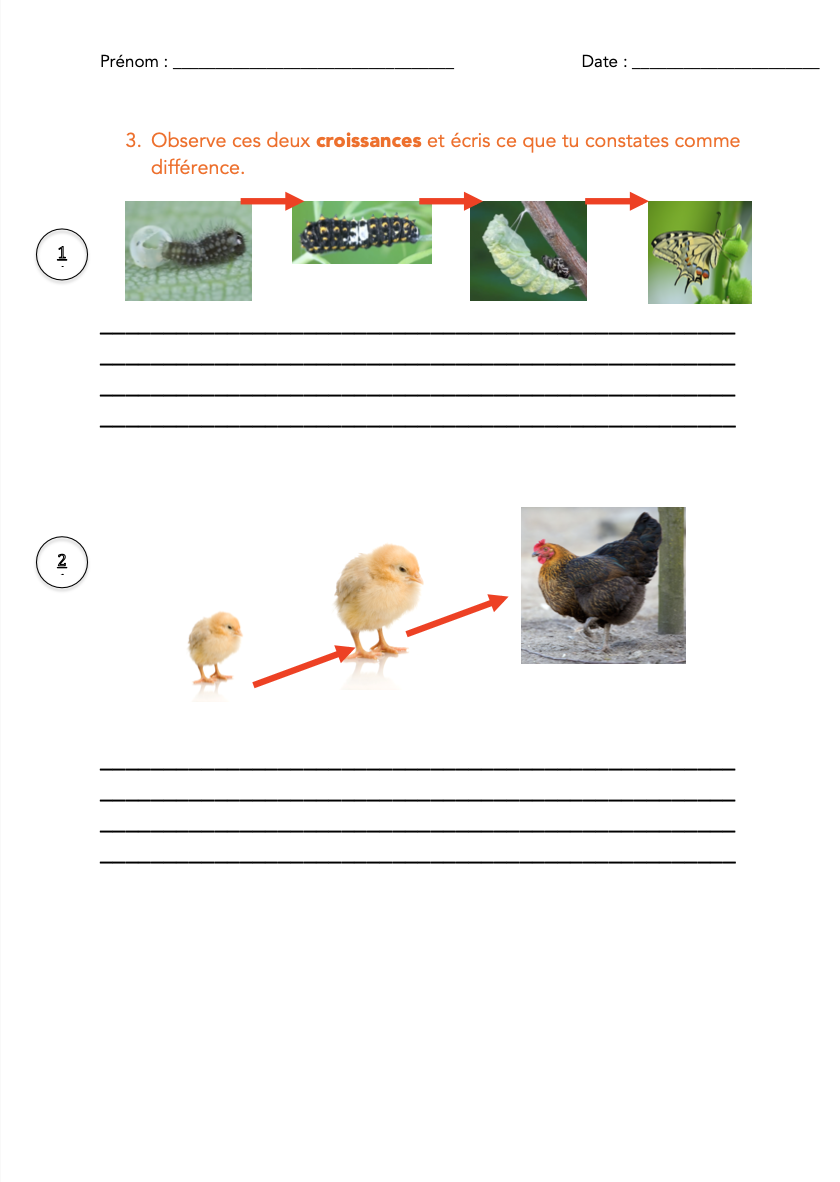 Prénom : ______________________________ Date : ____________________
3. Observe ces deux croissances et écris ce que tu constates comme
différence.
1
2